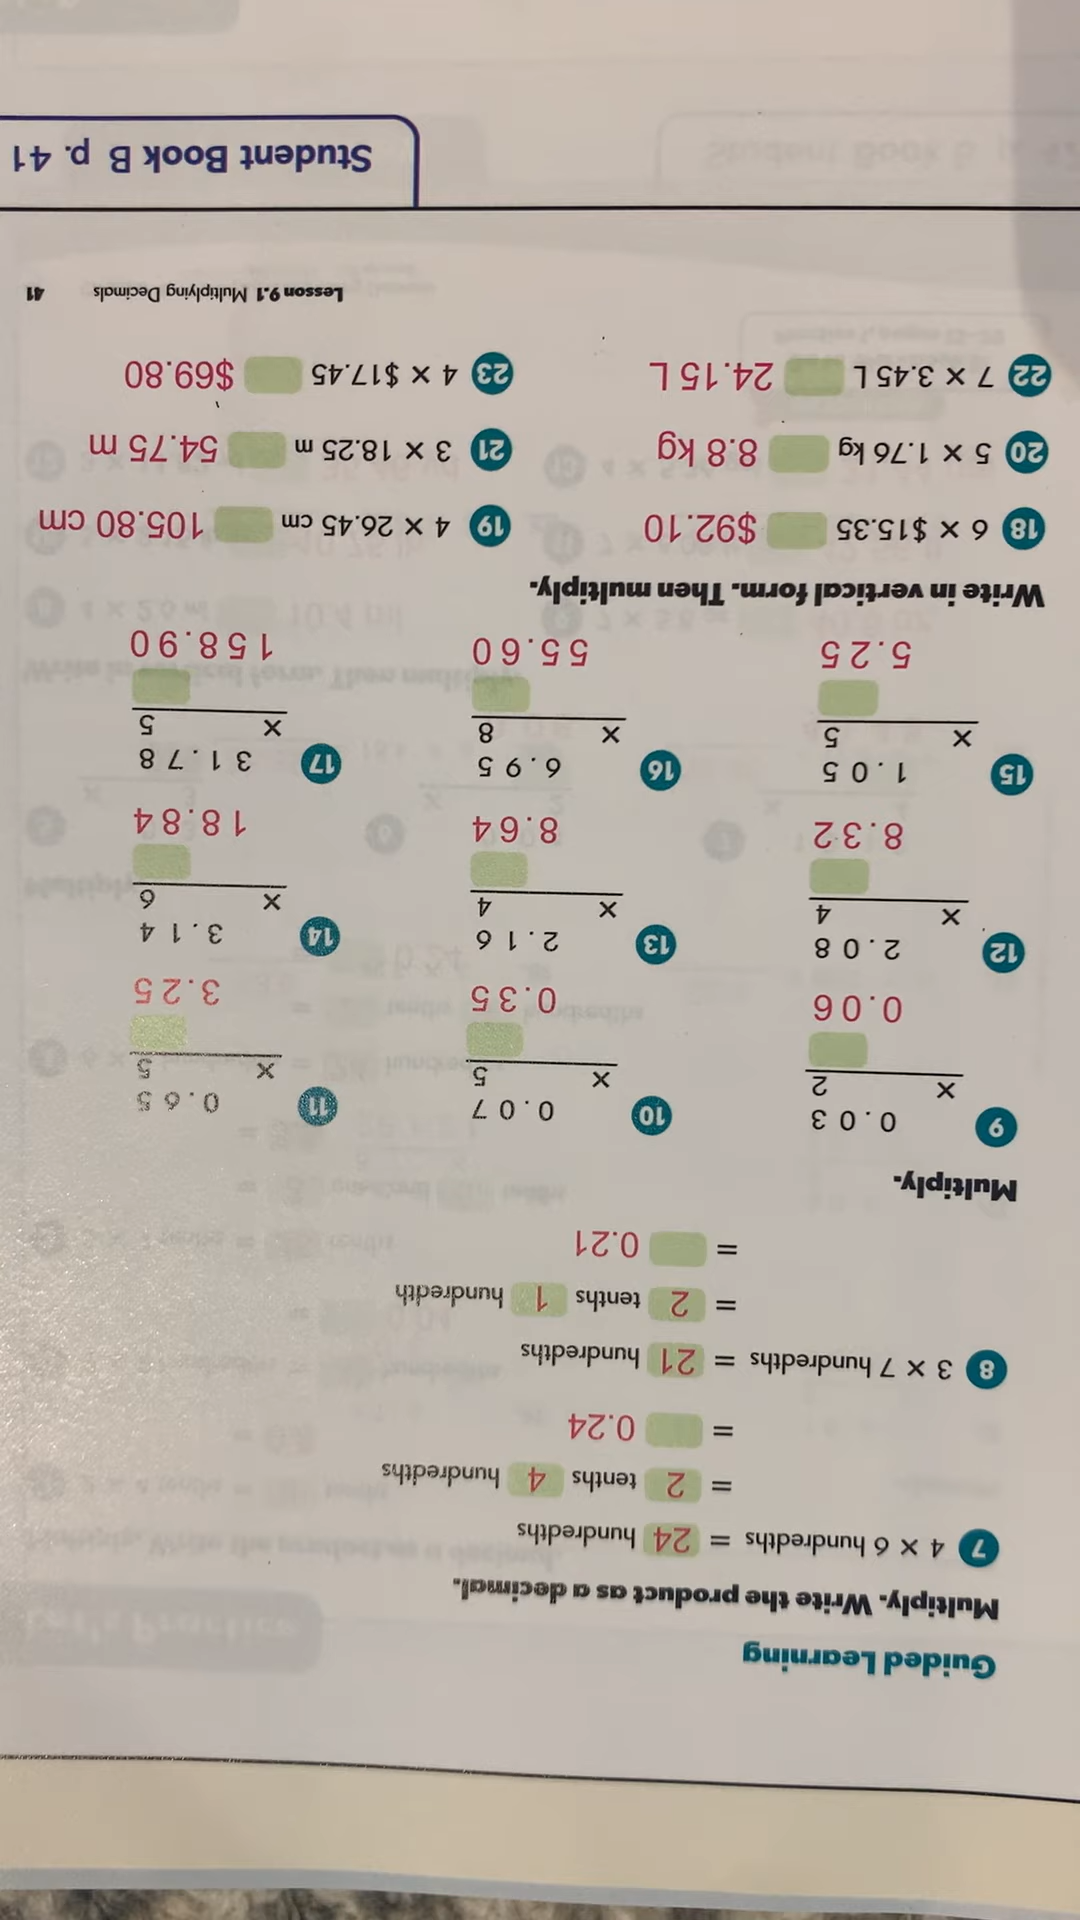 Guided Learning
Multiply. Write the product as a decimal.
7 4 × 6 hundredths = 24 hundredths
= 2 tenths 4 hundredths
= 0.24
8 3 × 7 hundredths = 21 hundredths
= 2 tenths 1 hundredth
= 0.21
Multiply.
9 0.03 10 0.07 11 0.65
× 2 × 5 × 5
0.06 0.35 3.25
12 2.08 13 2.16 14 3.14
× 4 × 4 × 6
8.32 8.64 18.84
15 1.05 16 6.95 17 31.78
× 5 × 8 × 5
5.25 55.60 158.90
Write in vertical form. Then multiply.
18 6 × $15.35 $92.10 19 4 × 26.45 cm 105.80 cm
20 5 × 1.76 kg 8.8 kg 21 3 × 18.25 m 54.75 m
22 7 × 3.45 L 24.15 L 23 4 × $17.45 $69.80
Lesson 9.1 Multiplying Decimals 41
Student Book B p. 41